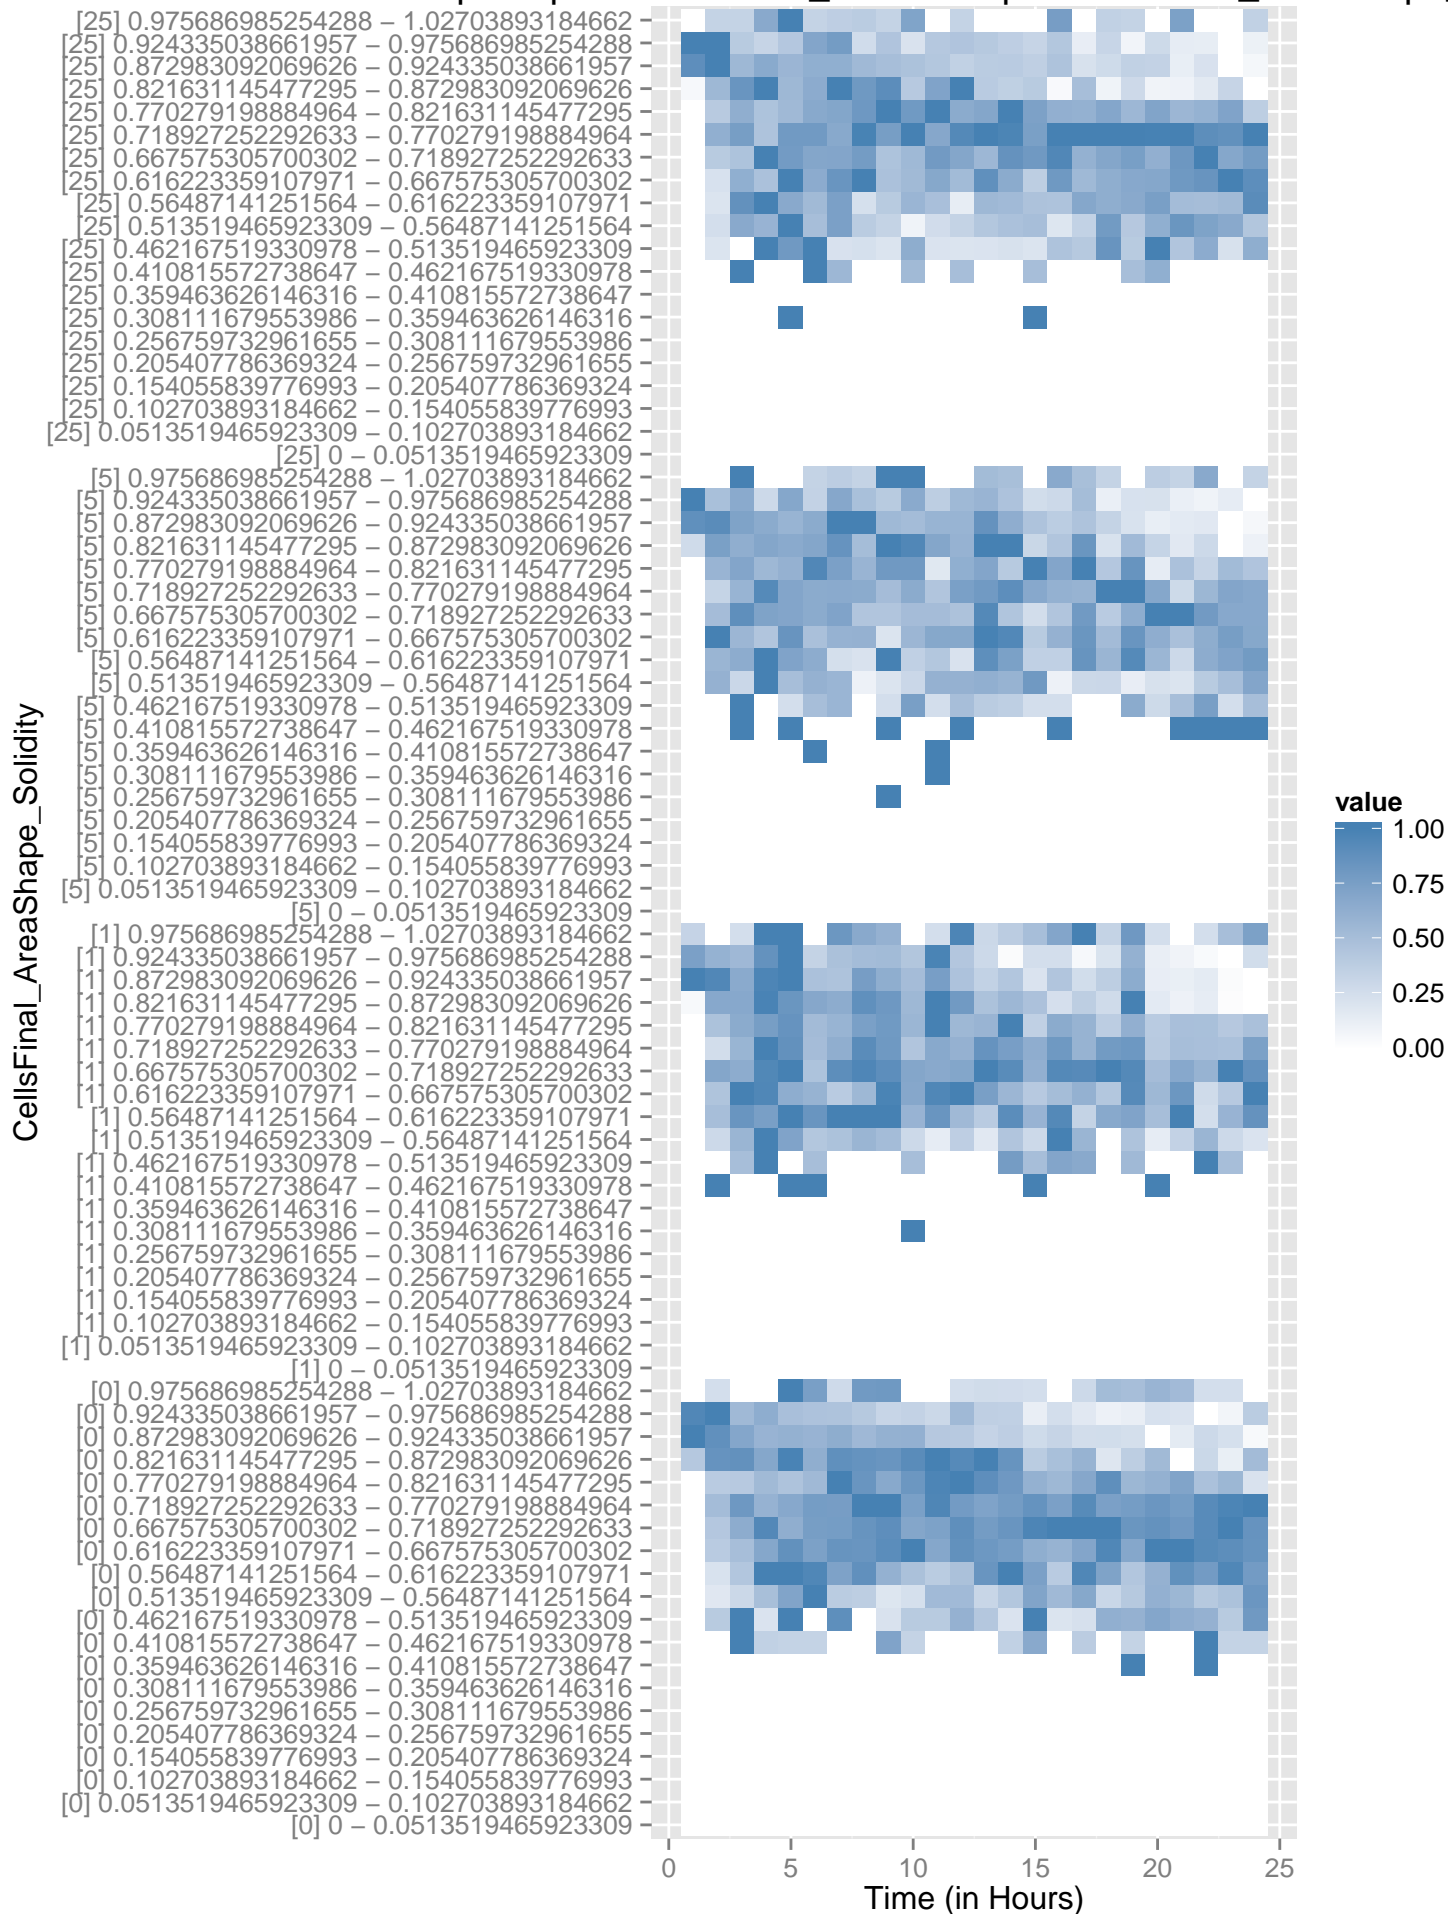 [25] 0.975686985254288 – 1.02703893184662
[25] 0.924335038661957 – 0.975686985254288
[25] 0.872983092069626 – 0.924335038661957
[25] 0.821631145477295 – 0.872983092069626
[25] 0.770279198884964 – 0.821631145477295
[25] 0.718927252292633 – 0.770279198884964
[25] 0.667575305700302 – 0.718927252292633
[25] 0.616223359107971 – 0.667575305700302
[25] 0.56487141251564 – 0.616223359107971
[25] 0.513519465923309 – 0.56487141251564
[25] 0.462167519330978 – 0.513519465923309
[25] 0.410815572738647 – 0.462167519330978
[25] 0.359463626146316 – 0.410815572738647
[25] 0.308111679553986 – 0.359463626146316
[25] 0.256759732961655 – 0.308111679553986
[25] 0.205407786369324 – 0.256759732961655
[25] 0.154055839776993 – 0.205407786369324
[25] 0.102703893184662 – 0.154055839776993
[25] 0.0513519465923309 – 0.102703893184662
[25] 0 – 0.0513519465923309
[5] 0.975686985254288 – 1.02703893184662
[5] 0.924335038661957 – 0.975686985254288
[5] 0.872983092069626 – 0.924335038661957
[5] 0.821631145477295 – 0.872983092069626
[5] 0.770279198884964 – 0.821631145477295
[5] 0.718927252292633 – 0.770279198884964
[5] 0.667575305700302 – 0.718927252292633
[5] 0.616223359107971 – 0.667575305700302
[5] 0.56487141251564 – 0.616223359107971
[5] 0.513519465923309 – 0.56487141251564
[5] 0.462167519330978 – 0.513519465923309
[5] 0.410815572738647 – 0.462167519330978
[5] 0.359463626146316 – 0.410815572738647
[5] 0.308111679553986 – 0.359463626146316
[5] 0.256759732961655 – 0.308111679553986
[5] 0.205407786369324 – 0.256759732961655
[5] 0.154055839776993 – 0.205407786369324
[5] 0.102703893184662 – 0.154055839776993
[5] 0.0513519465923309 – 0.102703893184662
[5] 0 – 0.0513519465923309
[1] 0.975686985254288 – 1.02703893184662
[1] 0.924335038661957 – 0.975686985254288
[1] 0.872983092069626 – 0.924335038661957
[1] 0.821631145477295 – 0.872983092069626
[1] 0.770279198884964 – 0.821631145477295
[1] 0.718927252292633 – 0.770279198884964
[1] 0.667575305700302 – 0.718927252292633
[1] 0.616223359107971 – 0.667575305700302
[1] 0.56487141251564 – 0.616223359107971
[1] 0.513519465923309 – 0.56487141251564
[1] 0.462167519330978 – 0.513519465923309
[1] 0.410815572738647 – 0.462167519330978
[1] 0.359463626146316 – 0.410815572738647
[1] 0.308111679553986 – 0.359463626146316
[1] 0.256759732961655 – 0.308111679553986
[1] 0.205407786369324 – 0.256759732961655
[1] 0.154055839776993 – 0.205407786369324
[1] 0.102703893184662 – 0.154055839776993
[1] 0.0513519465923309 – 0.102703893184662
[1] 0 – 0.0513519465923309
[0] 0.975686985254288 – 1.02703893184662
[0] 0.924335038661957 – 0.975686985254288
[0] 0.872983092069626 – 0.924335038661957
[0] 0.821631145477295 – 0.872983092069626
[0] 0.770279198884964 – 0.821631145477295
[0] 0.718927252292633 – 0.770279198884964
[0] 0.667575305700302 – 0.718927252292633
[0] 0.616223359107971 – 0.667575305700302
[0] 0.56487141251564 – 0.616223359107971
[0] 0.513519465923309 – 0.56487141251564
[0] 0.462167519330978 – 0.513519465923309
[0] 0.410815572738647 – 0.462167519330978
[0] 0.359463626146316 – 0.410815572738647
[0] 0.308111679553986 – 0.359463626146316
[0] 0.256759732961655 – 0.308111679553986
[0] 0.205407786369324 – 0.256759732961655
[0] 0.154055839776993 – 0.205407786369324
[0] 0.102703893184662 – 0.154055839776993
[0] 0.0513519465923309 – 0.102703893184662
[0] 0 – 0.0513519465923309
CellsFinal_AreaShape_Solidity
0 5 10 15 20 25
Time (in Hours)
value
1.00
0.75
0.50
0.25
0.00